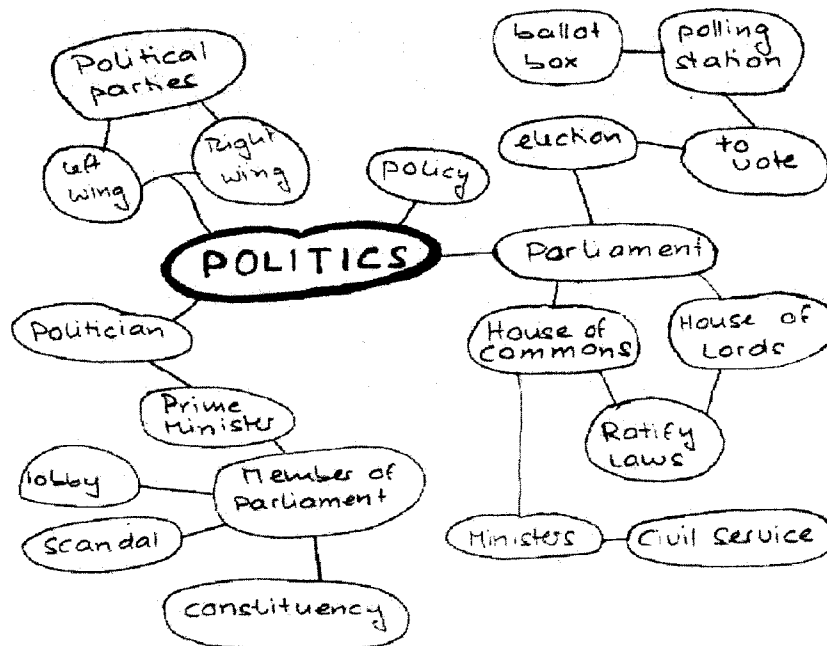 Political
parties
left
wing
Right
wing
policy
ballot
box
polling
station
election
to
vote
POLITICS
Parliament
Politician
House of
Commons
House of
Lords
Prime
Minister
Ratify
Laws
lobby
Member of
Parliament
scandal
Ministers
Civil Service
constituency